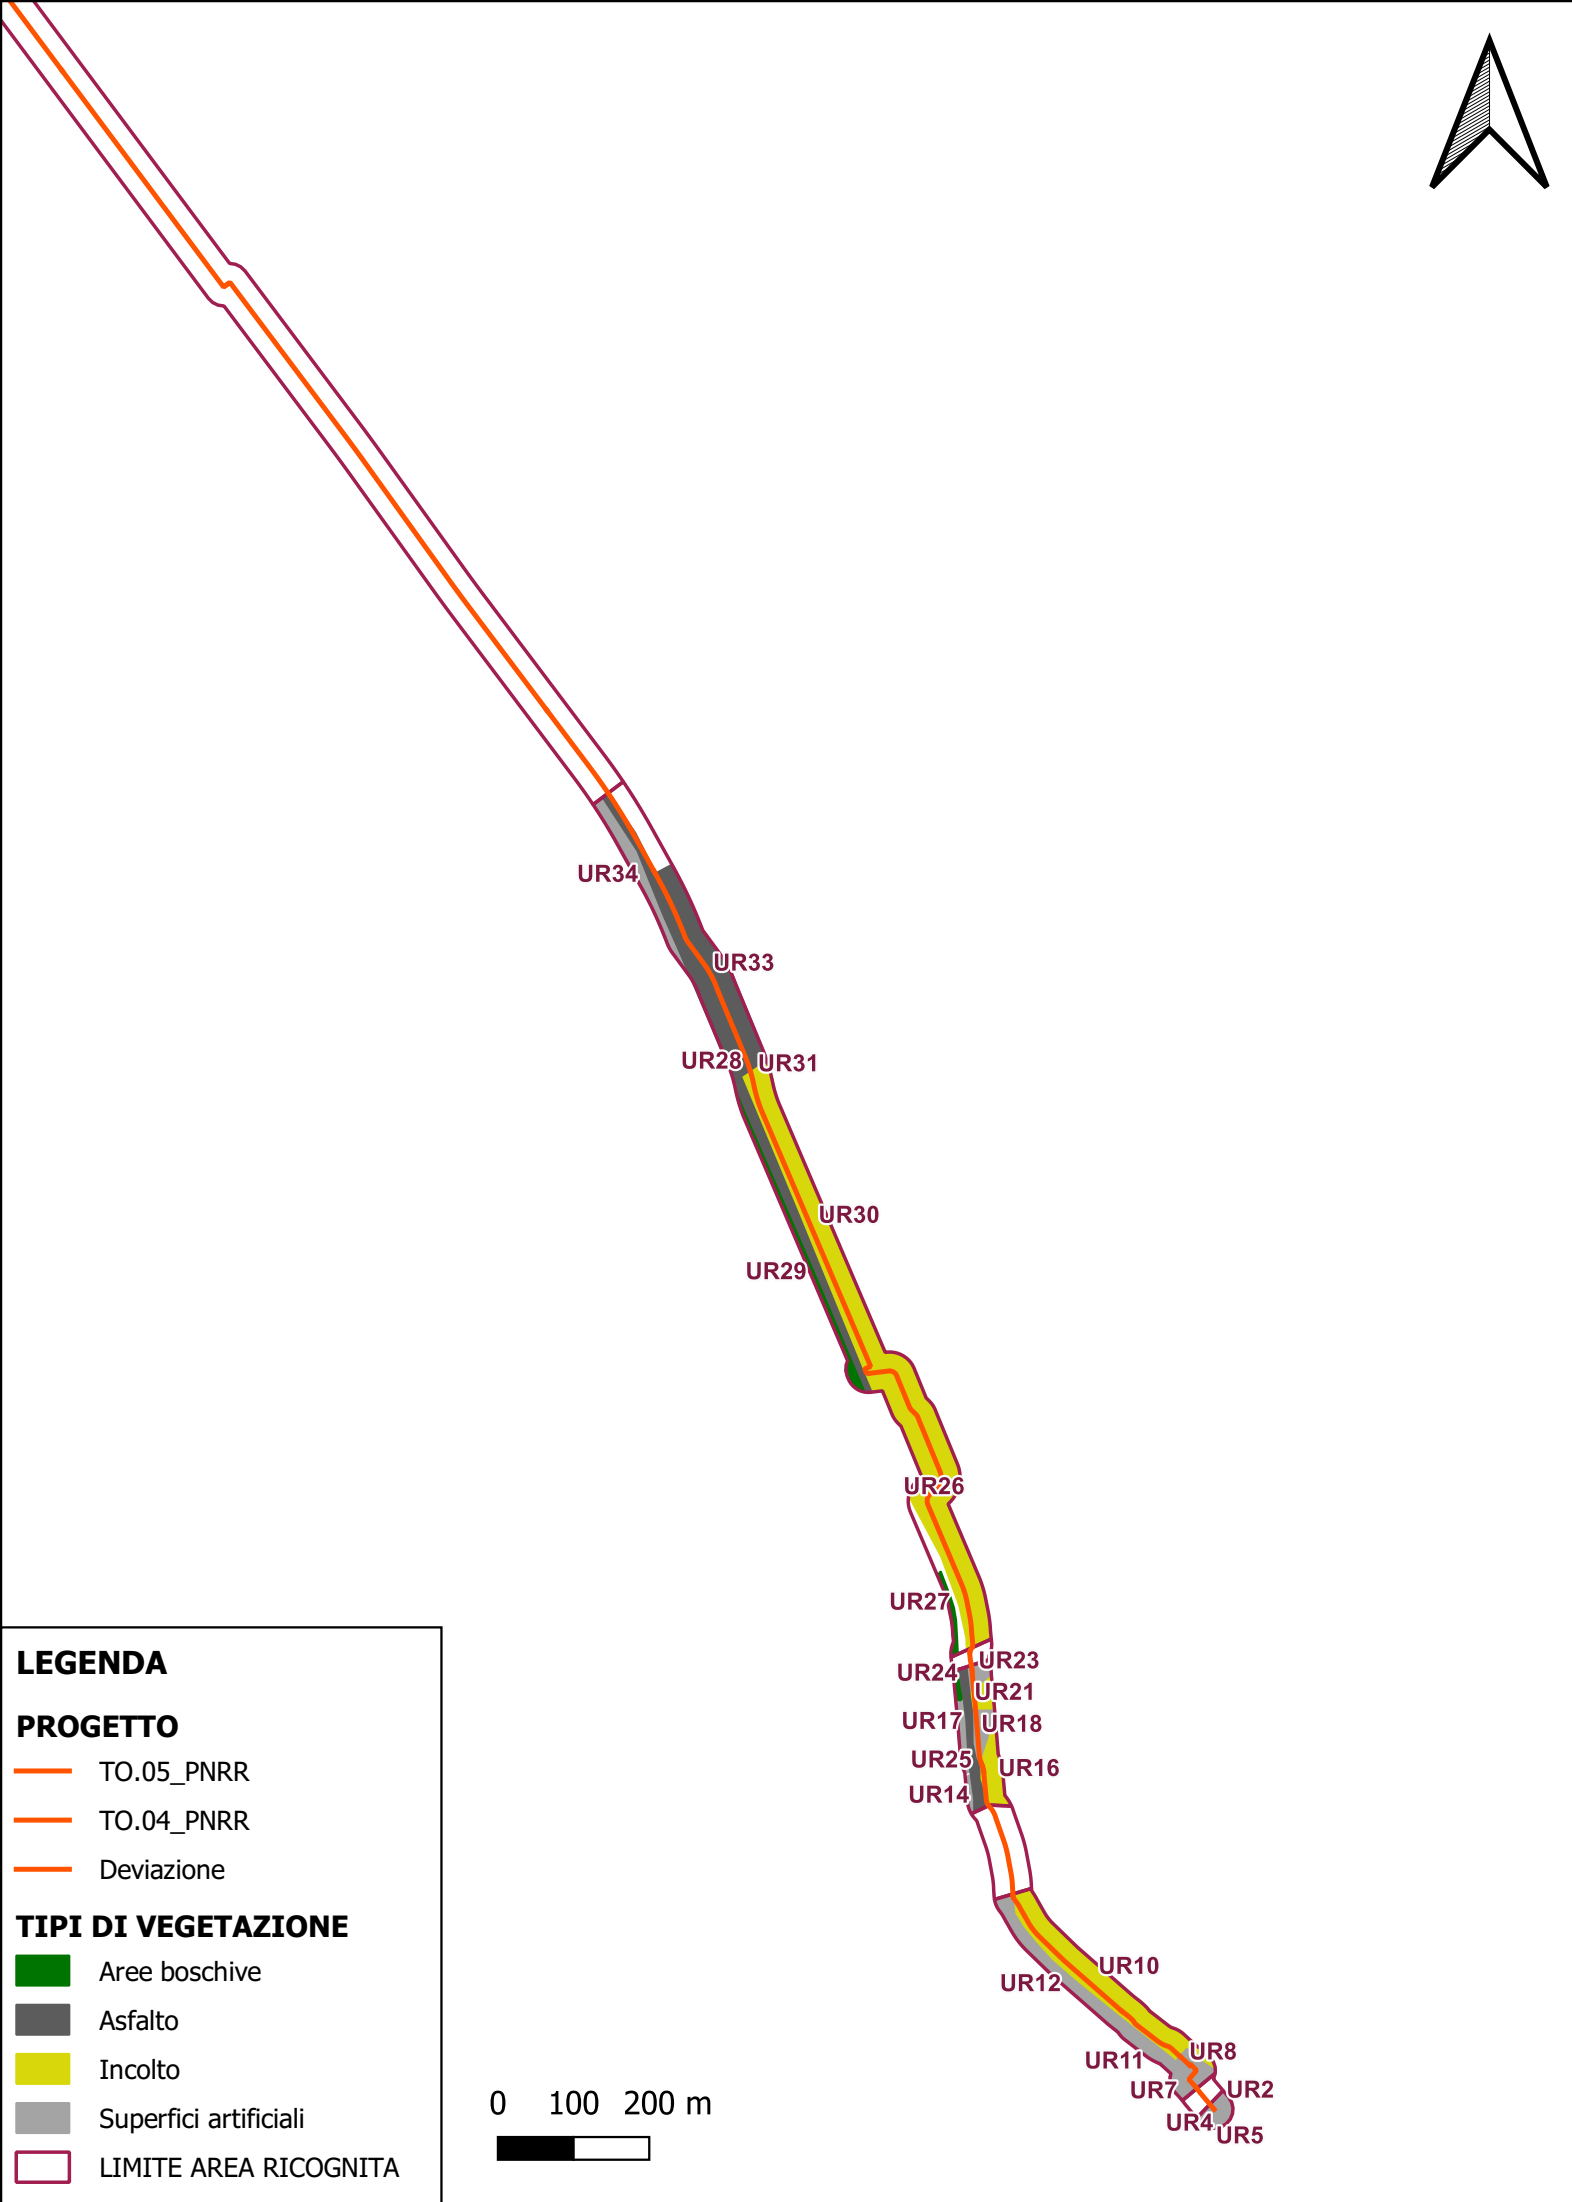 UR34
UR33
UR28
UR31
UR30
UR29
UR26
UR27
UR23
UR24
UR21
UR17
UR18
UR25
UR16
UR14
UR10
UR12
UR8
UR11
UR7
UR2
UR4
UR5
LEGENDA
PROGETTO
TO.05_PNRR
TO.04_PNRR
Deviazione
TIPI DI VEGETAZIONE
Aree boschive
Asfalto
Incolto
Superfici artificiali
LIMITE AREA RICOGNITA
0 100 200 m